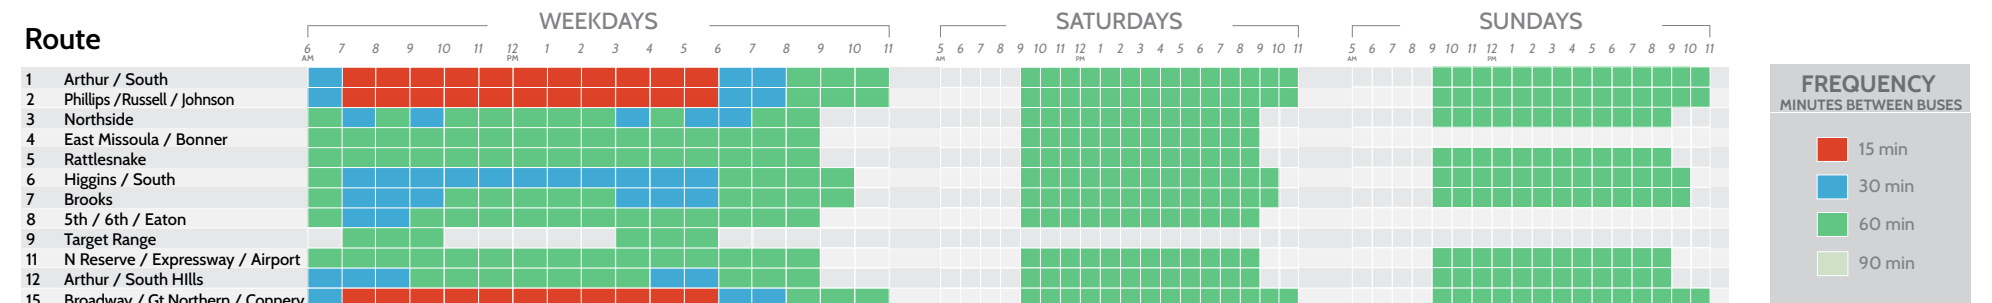 WEEKDAYS SATURDAYS SUNDAYS
Route
6 7 8 9 10 11 12 1 2 3 4 5 6 7 8 9 10 11 5 6 7 8 9 10 11 12 1 2 3 4 5 6 7 8 9 10 11 5 6 7 8 9 10 11 12 1 2 3 4 5 6 7 8 9 10 11
AM PM AM PM AM PM
1 Arthur / South
2 Phillips /Russell / Johnson
3 Northside
4 East Missoula / Bonner
5 Rattlesnake
6 Higgins / South
7 Brooks
8 5th / 6th / Eaton
9 Target Range
11 N Reserve / Expressway / Airport
12 Arthur / South HIlls
15 Broadway / Gt Northern / Coppery
FREQUENCY
MINUTES BETWEEN BUSES
15 min
30 min
60 min
90 min